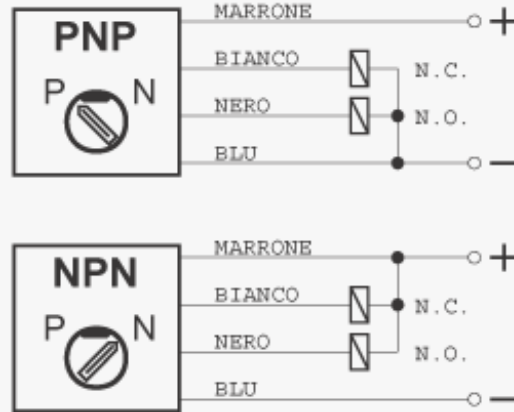 PNP
P N
MARRONE +
BIANCO N.C.
NERO N.O.
BLU −
NPN
P N
MARRONE +
BIANCO N.C.
NERO N.O.
BLU −